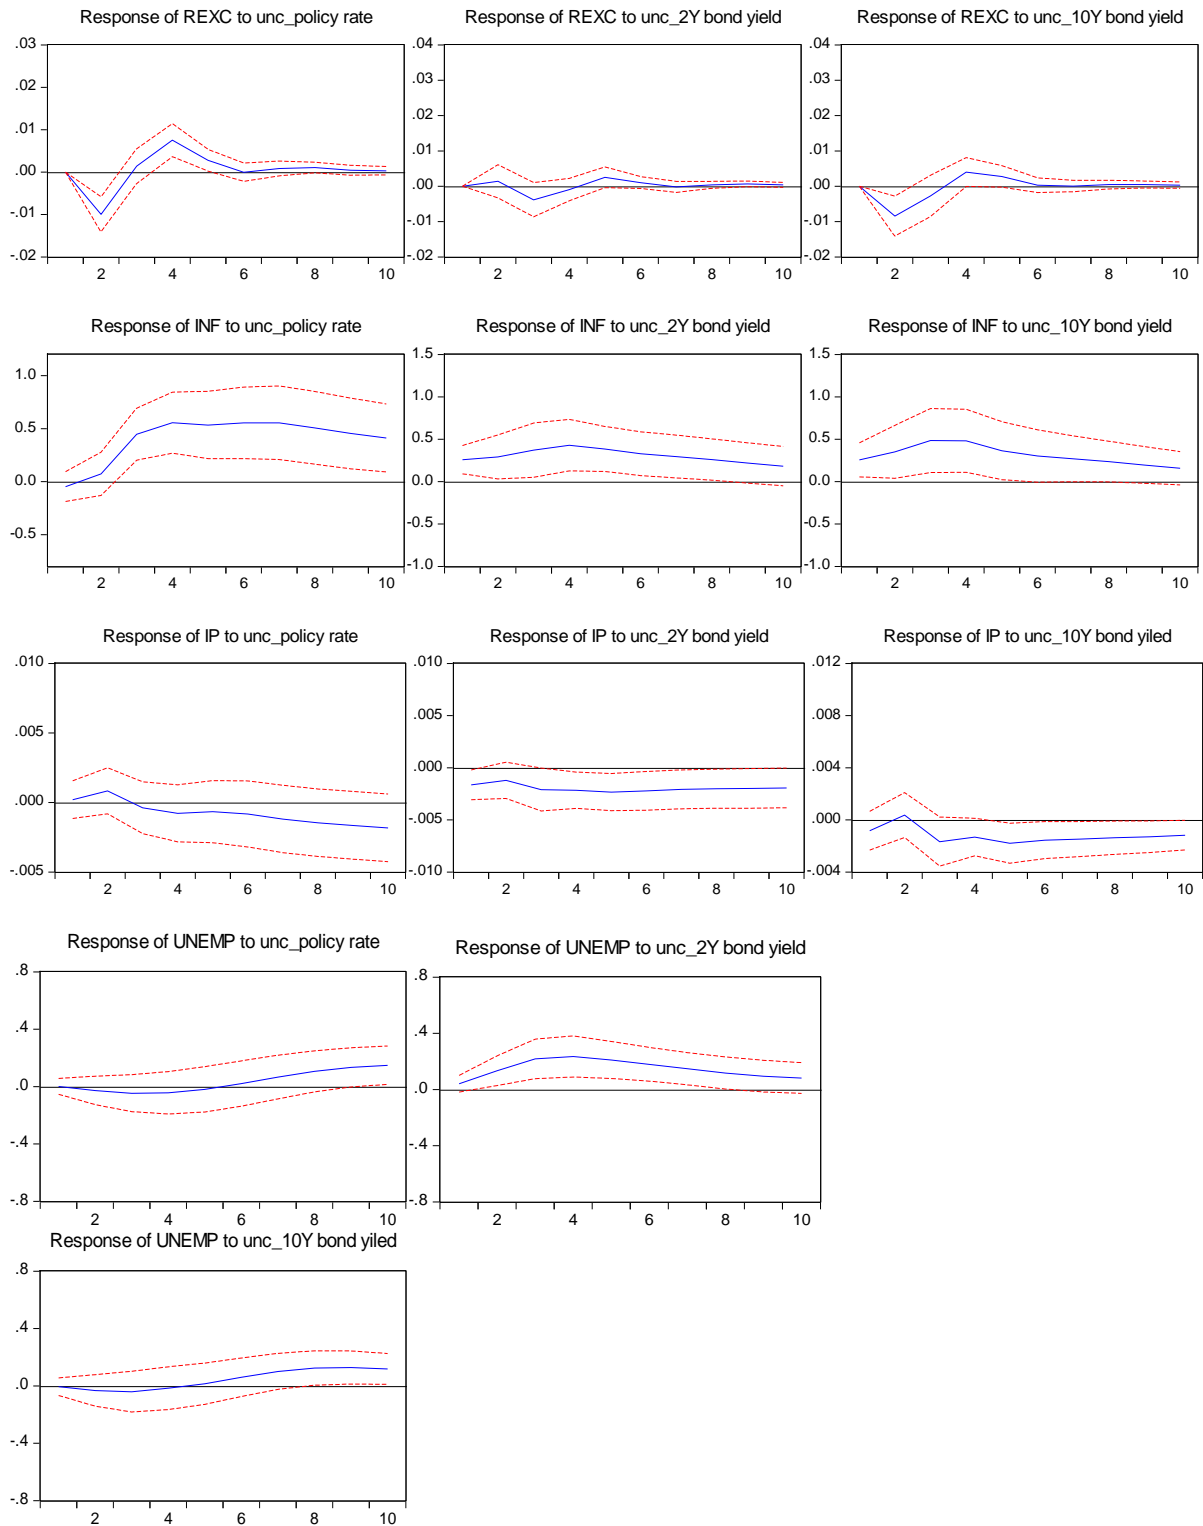 Response of REXC to unc_policy rate
.03
.02
.01
.00
-.01
-.02
2 4 6 8 10
Response of REXC to unc_2Y bond yield
.04
.03
.02
.01
.00
-.01
-.02
2 4 6 8 10
Response of REXC to unc_10Y bond yield
.04
.03
.02
.01
.00
-.01
-.02
2 4 6 8 10
Response of INF to unc_policy rate
1.0
0.5
0.0
-0.5
2 4 6 8 10
Response of INF to unc_2Y bond yield
1.5
1.0
0.5
0.0
-0.5
-1.0
2 4 6 8 10
Response of INF to unc_10Y bond yield
1.5
1.0
0.5
0.0
-0.5
-1.0
2 4 6 8 10
Response of IP to unc_policy rate
.010
.005
.000
-.005
2 4 6 8 10
Response of IP to unc_2Y bond yield
.010
.005
.000
-.005
-.010
2 4 6 8 10
Response of IP to unc_10Y bond yiled
.012
.008
.004
.000
-.004
2 4 6 8 10
Response of UNEMP to unc_policy rate
.8
.4
.0
-.4
-.8
2 4 6 8 10
Response of UNEMP to unc_2Y bond yield
.8
.4
.0
-.4
-.8
2 4 6 8 10
Response of UNEMP to unc_10Y bond yiled
.8
.4
.0
-.4
-.8
2 4 6 8 10